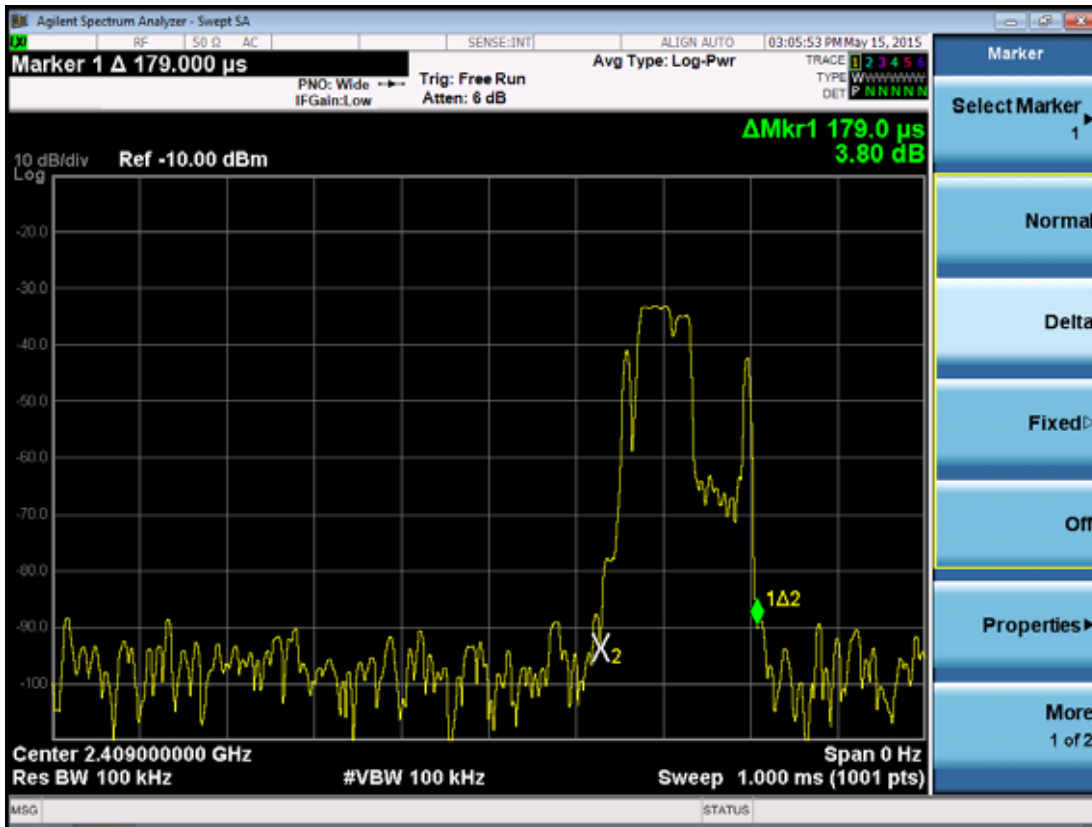 Agilent Spectrum Analyzer - Swept SA
LXI RF 50 Ω AC SENSE:INT ALIGN AUTO 03:05:53 PM May 15, 2015
Marker 1 Δ 179.000 µs
PNO: Wide
IFGain:Low
Trig: Free Run
Atten: 6 dB
Avg Type: Log-Pwr
TRACE 1 2 3 4 5 6
TYPE WWWWWW
DET P N N N N N
ΔMkr1 179.0 µs
3.80 dB
10 dB/div Ref -10.00 dBm
Log
-20.0
-30.0
-40.0
-50.0
-60.0
-70.0
-80.0
-90.0
-100
1Δ2
2
Center 2.409000000 GHz Span 0 Hz
Res BW 100 kHz #VBW 100 kHz Sweep 1.000 ms (1001 pts)
MSG STATUS
Marker
Select Marker
1
Normal
Delta
Fixed
Off
Properties
More
1 of 2